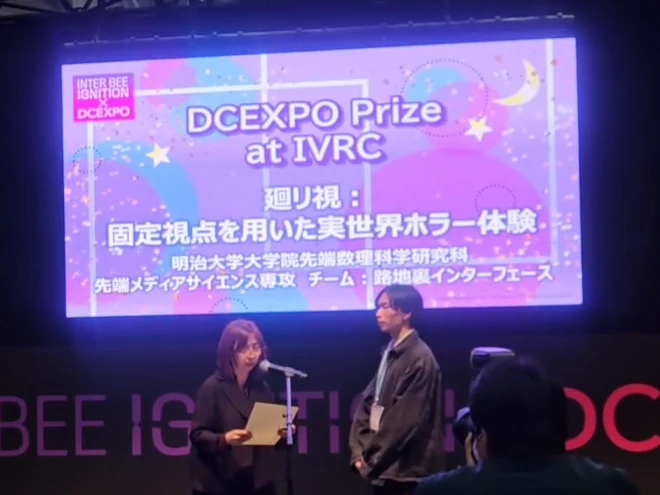 INTER BEE
IGNITION
×
DCEXPO
DCEXPO Prize
at IVRC
廻リ視：
固定視点を用いた実世界ホラー体験
明治大学大学院先端数理科学研究科
先端メディアサイエンス専攻 チーム：路地裏インターフェース
BEE IGNITION DC